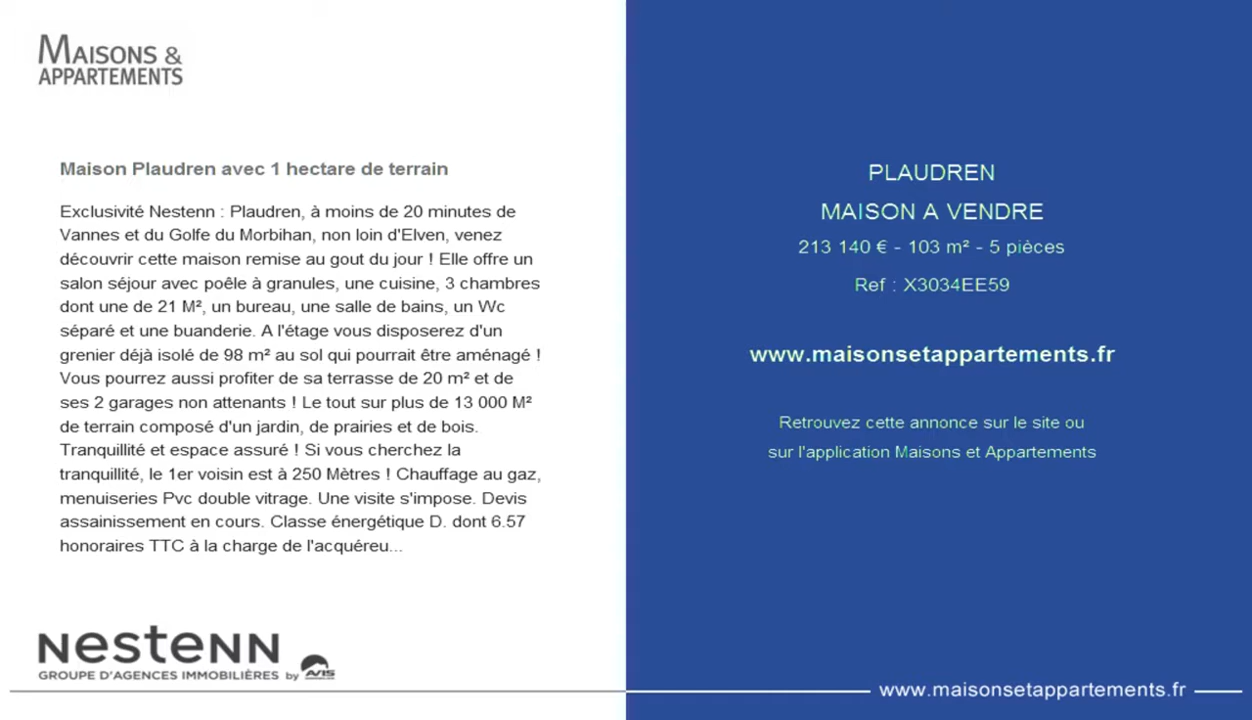 MAISONS &
APPARTEMENTS
Maison Plaudren avec 1 hectare de terrain
Exclusivité Nestenn : Plaudren, à moins de 20 minutes de
Vannes et du Golfe du Morbihan, non loin d'Elven, venez
découvrir cette maison remise au gout du jour ! Elle offre un
salon séjour avec poêle à granules, une cuisine, 3 chambres
dont une de 21 M², un bureau, une salle de bains, un Wc
séparé et une buanderie. A l'étage vous disposerez d'un
grenier déjà isolé de 98 m² au sol qui pourrait être aménagé !
Vous pourrez aussi profiter de sa terrasse de 20 m² et de
ses 2 garages non attenants ! Le tout sur plus de 13 000 M²
de terrain composé d'un jardin, de prairies et de bois.
Tranquillité et espace assuré ! Si vous cherchez la
tranquillité, le 1er voisin est à 250 Mètres ! Chauffage au gaz,
menuiseries Pvc double vitrage. Une visite s'impose. Devis
assainissement en cours. Classe énergétique D. dont 6.57
honoraires TTC à la charge de l'acquéreu...
Nestenn
GROUPE D'AGENCES IMMOBILIÈRES by AVIS
PLAUDREN
MAISON A VENDRE
213 140 € - 103 m² - 5 pièces
Ref : X3034EE59
www.maisonsetappartements.fr
Retrouvez cette annonce sur le site ou
sur l'application Maisons et Appartements
www.maisonsetappartements.fr